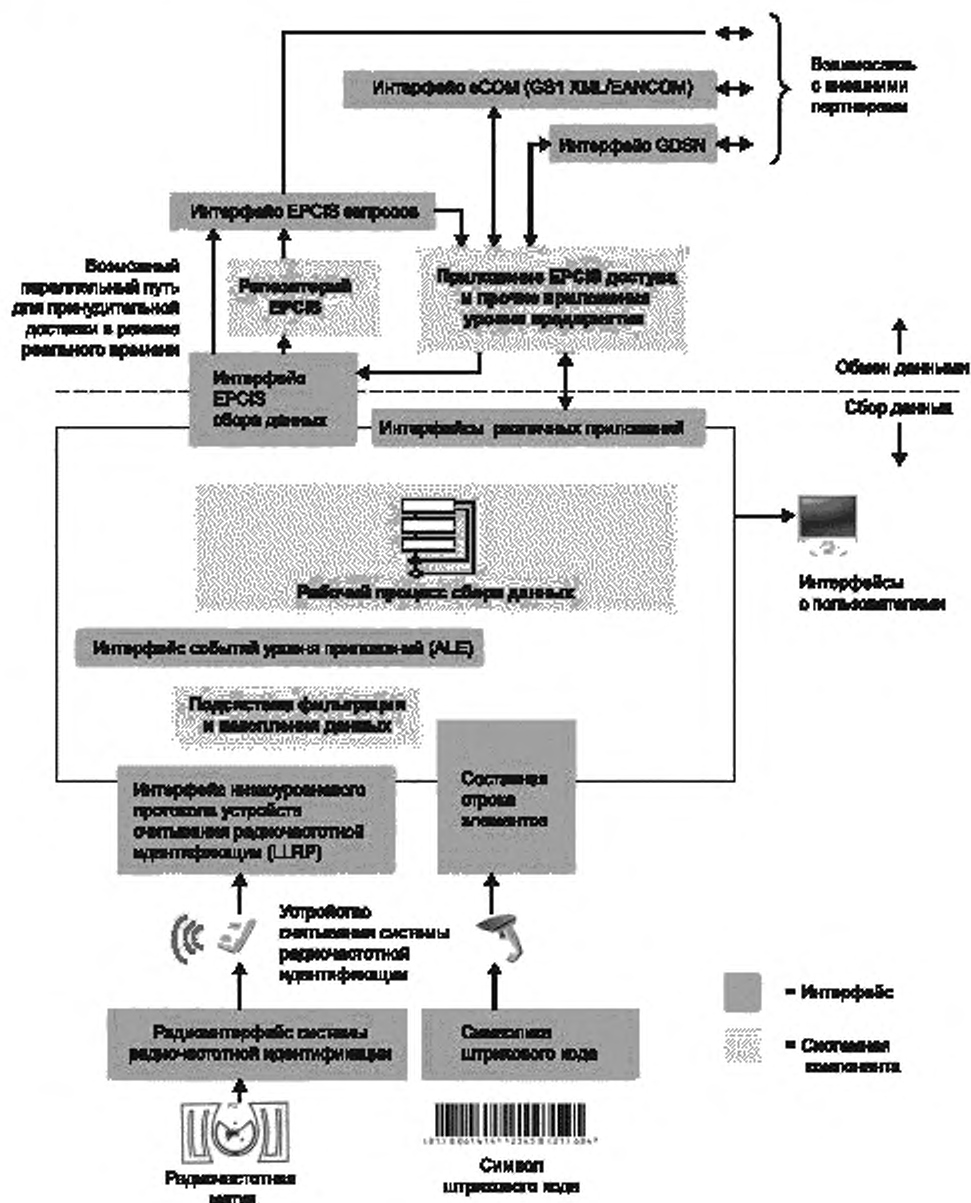 Взаимосвязь
с внешними
партнерами
Интерфейс eCOM (GS1 XML/EANCOM)
Интерфейс GDSN
Интерфейс EPCIS запросов
Возможный
параллельный путь
для принудительной
доставки в режиме
реального времени
Репозиторий
EPCIS
Приложение EPCIS доступа
и прочие приложения
уровня предприятия
Обмен данными
Интерфейс
EPCIS
сбора данных
Сбор данных
Интерфейсы различных приложений
Рабочий процесс сбора данных
Интерфейсы
с пользователями
Интерфейс событий уровня приложений (ALE)
Подсистема фильтрации
и накопления данных
Интерфейс низкоуровневого
протокола устройств
считывания радиочастотной
идентификации (LLRP)
Составная
строка
элементов
Устройство
считывания системы
радиочастотной
идентификации
= Интерфейс
Радиоинтерфейс системы
радиочастотной идентификации
Символика
штрихового кода
= Системная
компонента
Радиочастотная
метка
Символ
штрихового кода